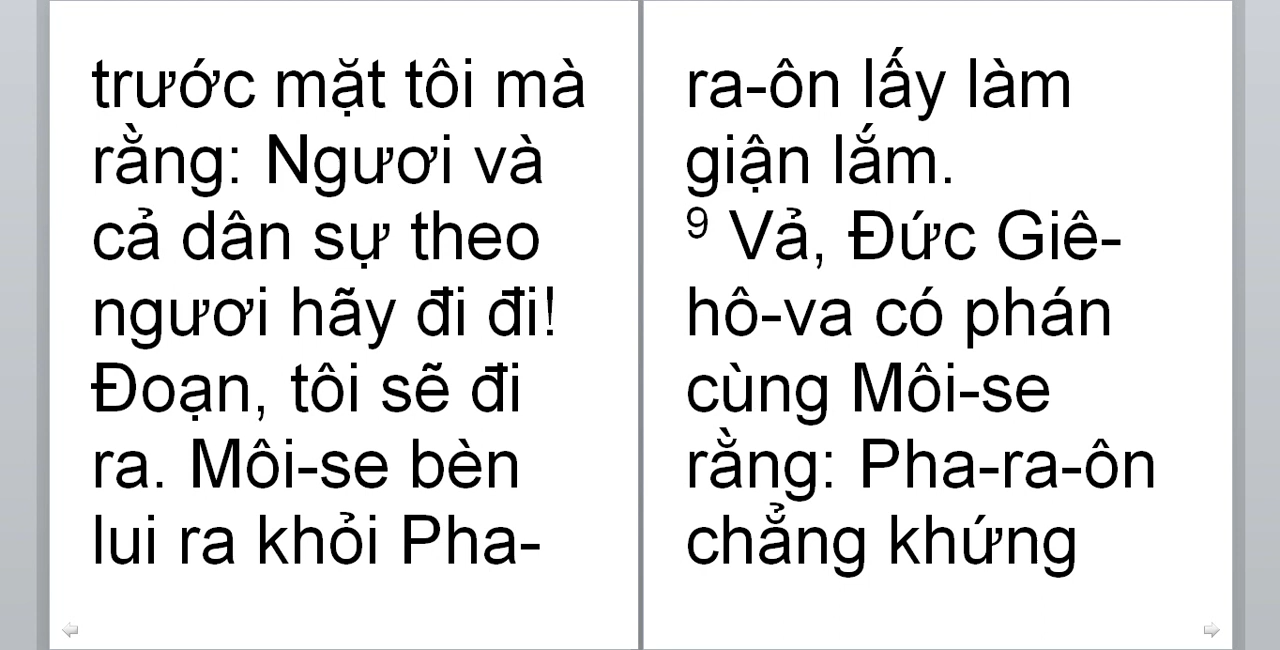 trước mặt tôi mà
rằng: Ngươi và
cả dân sự theo
ngươi hãy đi đi!
Đoạn, tôi sẽ đi
ra. Môi-se bèn
lui ra khỏi Pha-
ra-ôn lấy làm
giận lắm.
9 Vả, Đức Giê-
hô-va có phán
cùng Môi-se
rằng: Pha-ra-ôn
chẳng khứng